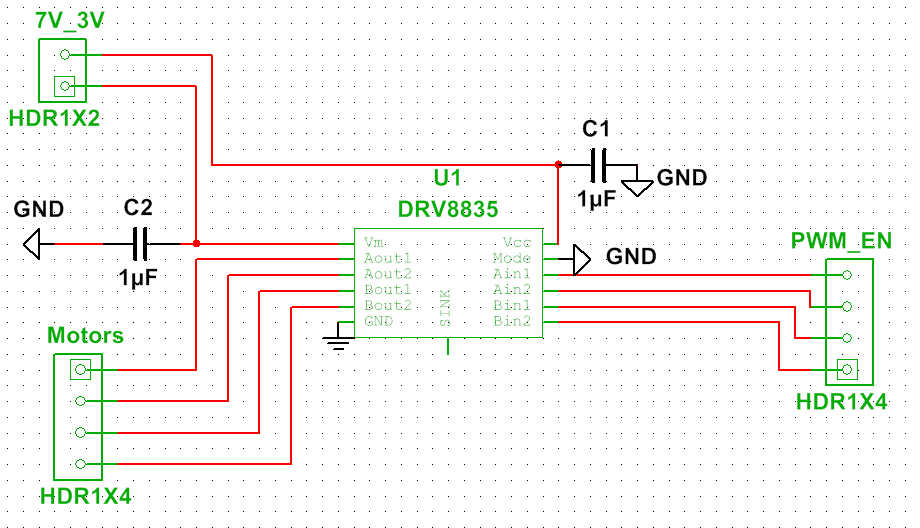 7V_3V
HDR1X2
C1
GND
1µF
U1
DRV8835
GND
C2
1µF
Vm
Aout1
Aout2
Bout1
Bout2
GND
SINK
Vcc
Mode
Ain1
Ain2
Bin1
Bin2
GND
PWM_EN
HDR1X4
Motors
HDR1X4